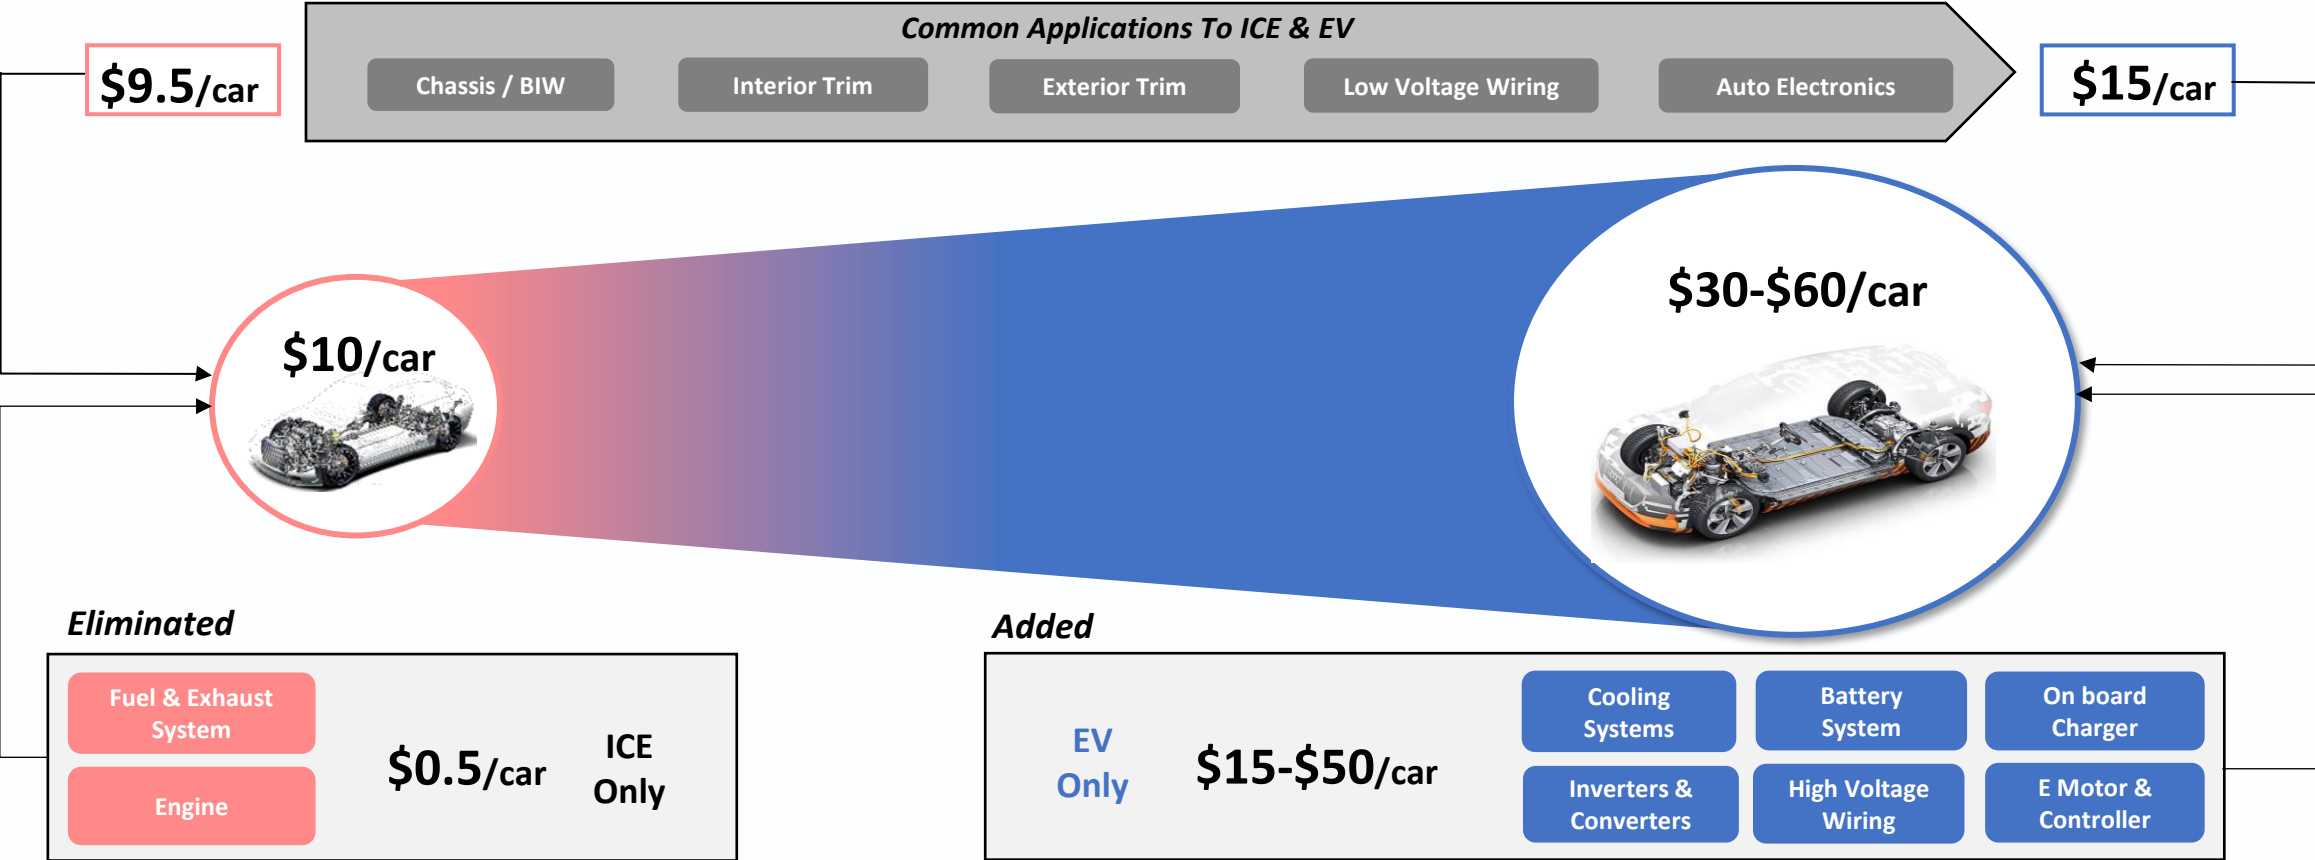 Common Applications To ICE & EV
$9.5/car
Chassis / BIW
Interior Trim
Exterior Trim
Low Voltage Wiring
Auto Electronics
$15/car
$10/car
$30-$60/car
Eliminated
Fuel & Exhaust
System
Engine
$0.5/car
ICE
Only
Added
EV
Only
$15-$50/car
Cooling
Systems
Battery
System
On board
Charger
Inverters &
Converters
High Voltage
Wiring
E Motor &
Controller